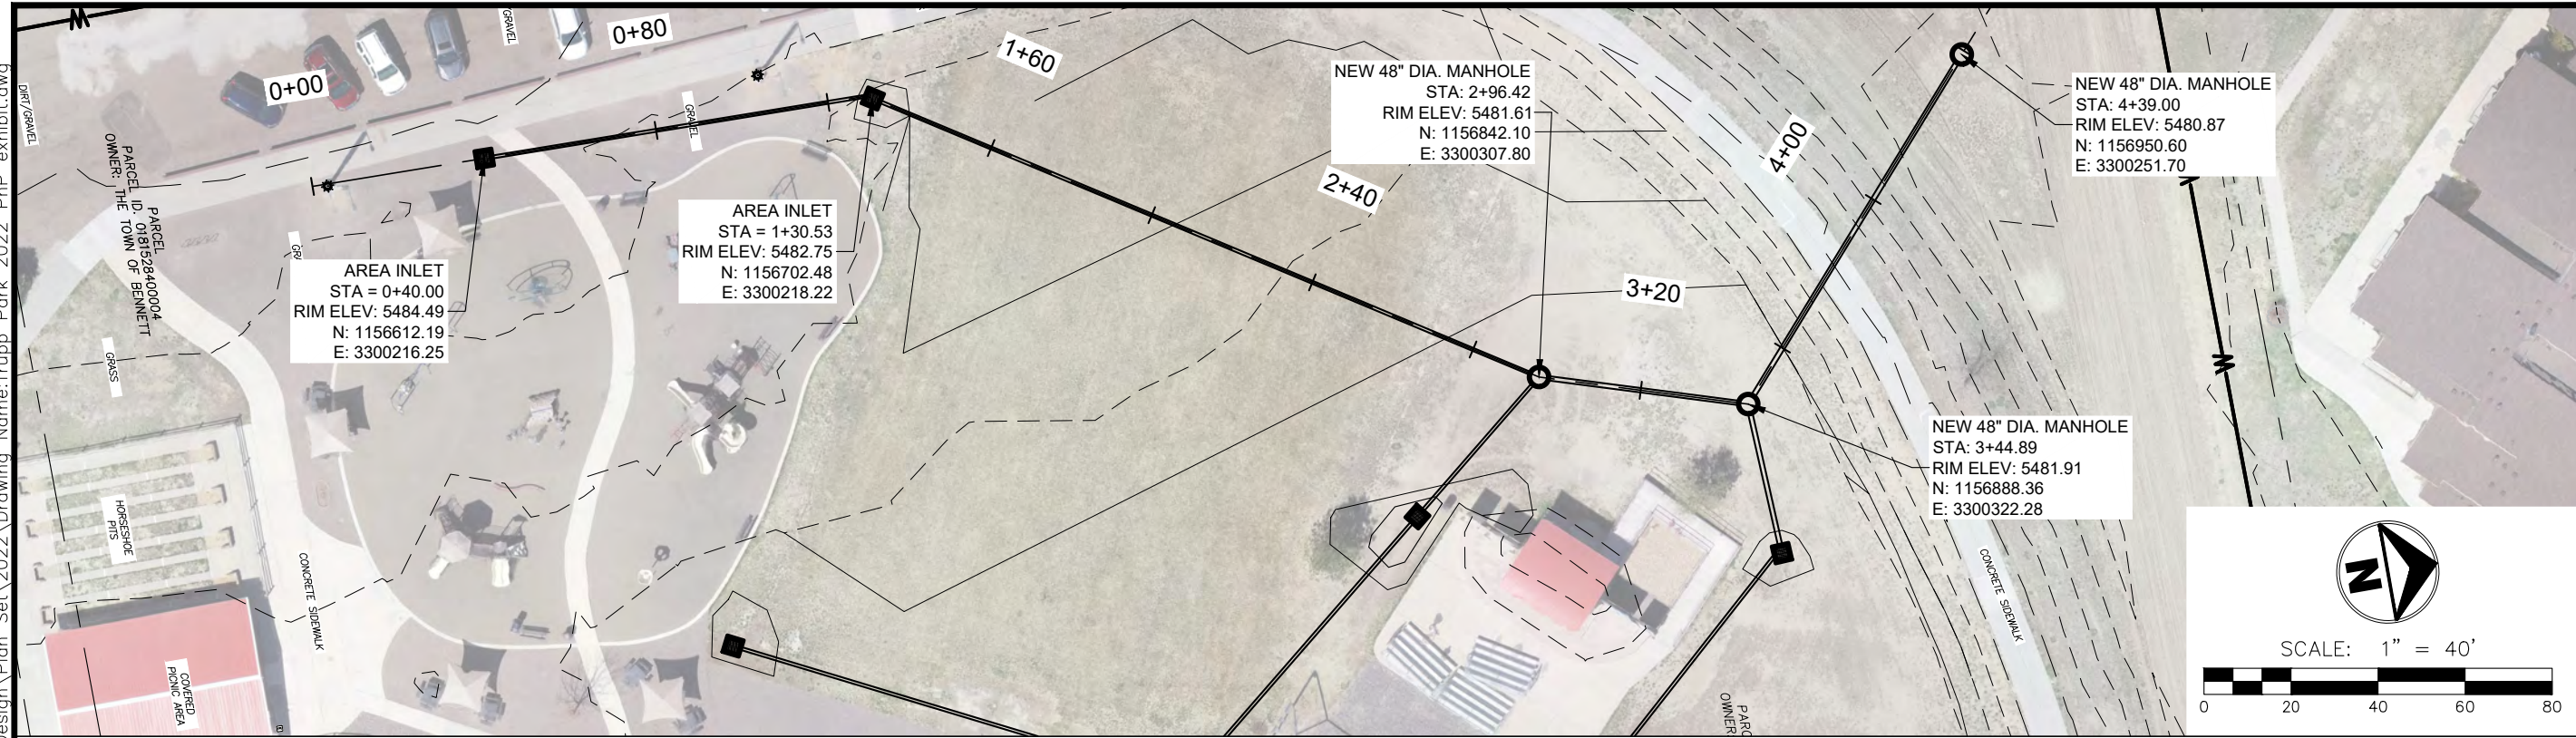 0+00
0+80
1+60
2+40
3+20
4+00
GRAVEL
DIRT/GRAVEL
GRAVEL
PARCEL
PARCEL ID. 0181528400004
OWNER: THE TOWN OF BENNETT
AREA INLET
STA = 0+40.00
RIM ELEV: 5484.49
N: 1156612.19
E: 3300216.25
AREA INLET
STA = 1+30.53
RIM ELEV: 5482.75
N: 1156702.48
E: 3300218.22
NEW 48" DIA. MANHOLE
STA: 2+96.42
RIM ELEV: 5481.61
N: 1156842.10
E: 3300307.80
NEW 48" DIA. MANHOLE
STA: 4+39.00
RIM ELEV: 5480.87
N: 1156950.60
E: 3300251.70
NEW 48" DIA. MANHOLE
STA: 3+44.89
RIM ELEV: 5481.91
N: 1156888.36
E: 3300322.28
W
W
W
GRASS
HORSESHOE
PITS
CONCRETE SIDEWALK
COVERED
PICNIC AREA
CONCRETE SIDEWALK
PARC
OWNER
N
SCALE: 1" = 40'
0 20 40 60 80